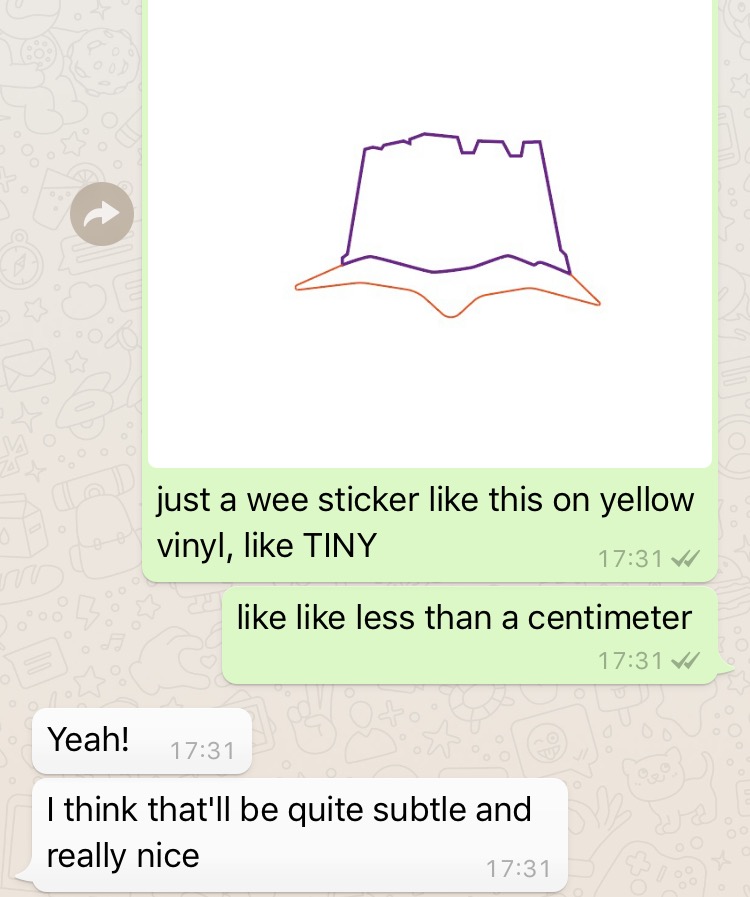 just a wee sticker like this on yellow
vinyl, like TINY
17:31
like like less than a centimeter
17:31
Yeah!
17:31
I think that'll be quite subtle and
really nice
17:31